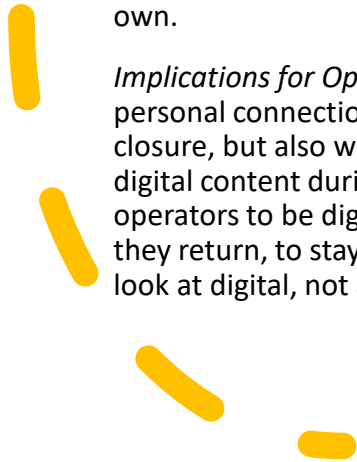 own.
Implications for Op
personal connectio
closure, but also w
digital content duri
operators to be dig
they return, to stay
look at digital, not